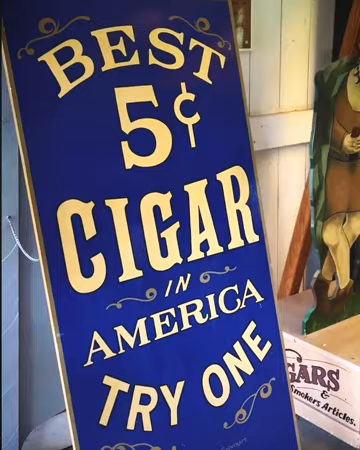 BEST
5¢
CIGAR
IN
AMERICA
TRY ONE
GARS
&
Smokers Articles.